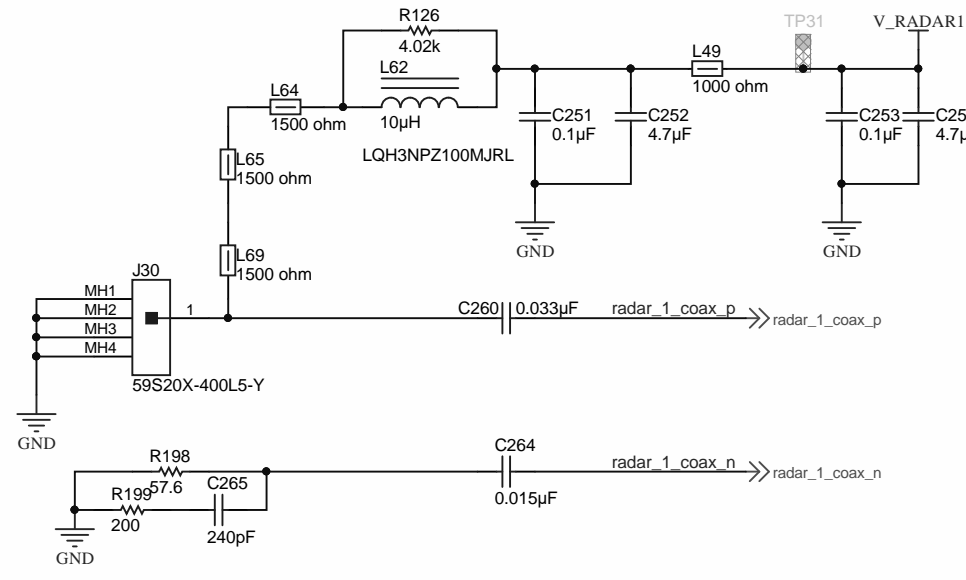 R126
4.02k
L62
10µH
LQH3NPZ100MJRL
L64
1500 ohm
L65
1500 ohm
L69
1500 ohm
TP31
V_RADAR1
L49
1000 ohm
C251
0.1µF
C252
4.7µF
C253
0.1µF
C25
4.7µ
GND
GND
J30
MH1
MH2
MH3
MH4
1
59S20X-400L5-Y
GND
C260
0.033µF
radar_1_coax_p
radar_1_coax_p
R198
57.6
R199
200
C265
240pF
GND
C264
0.015µF
radar_1_coax_n
radar_1_coax_n